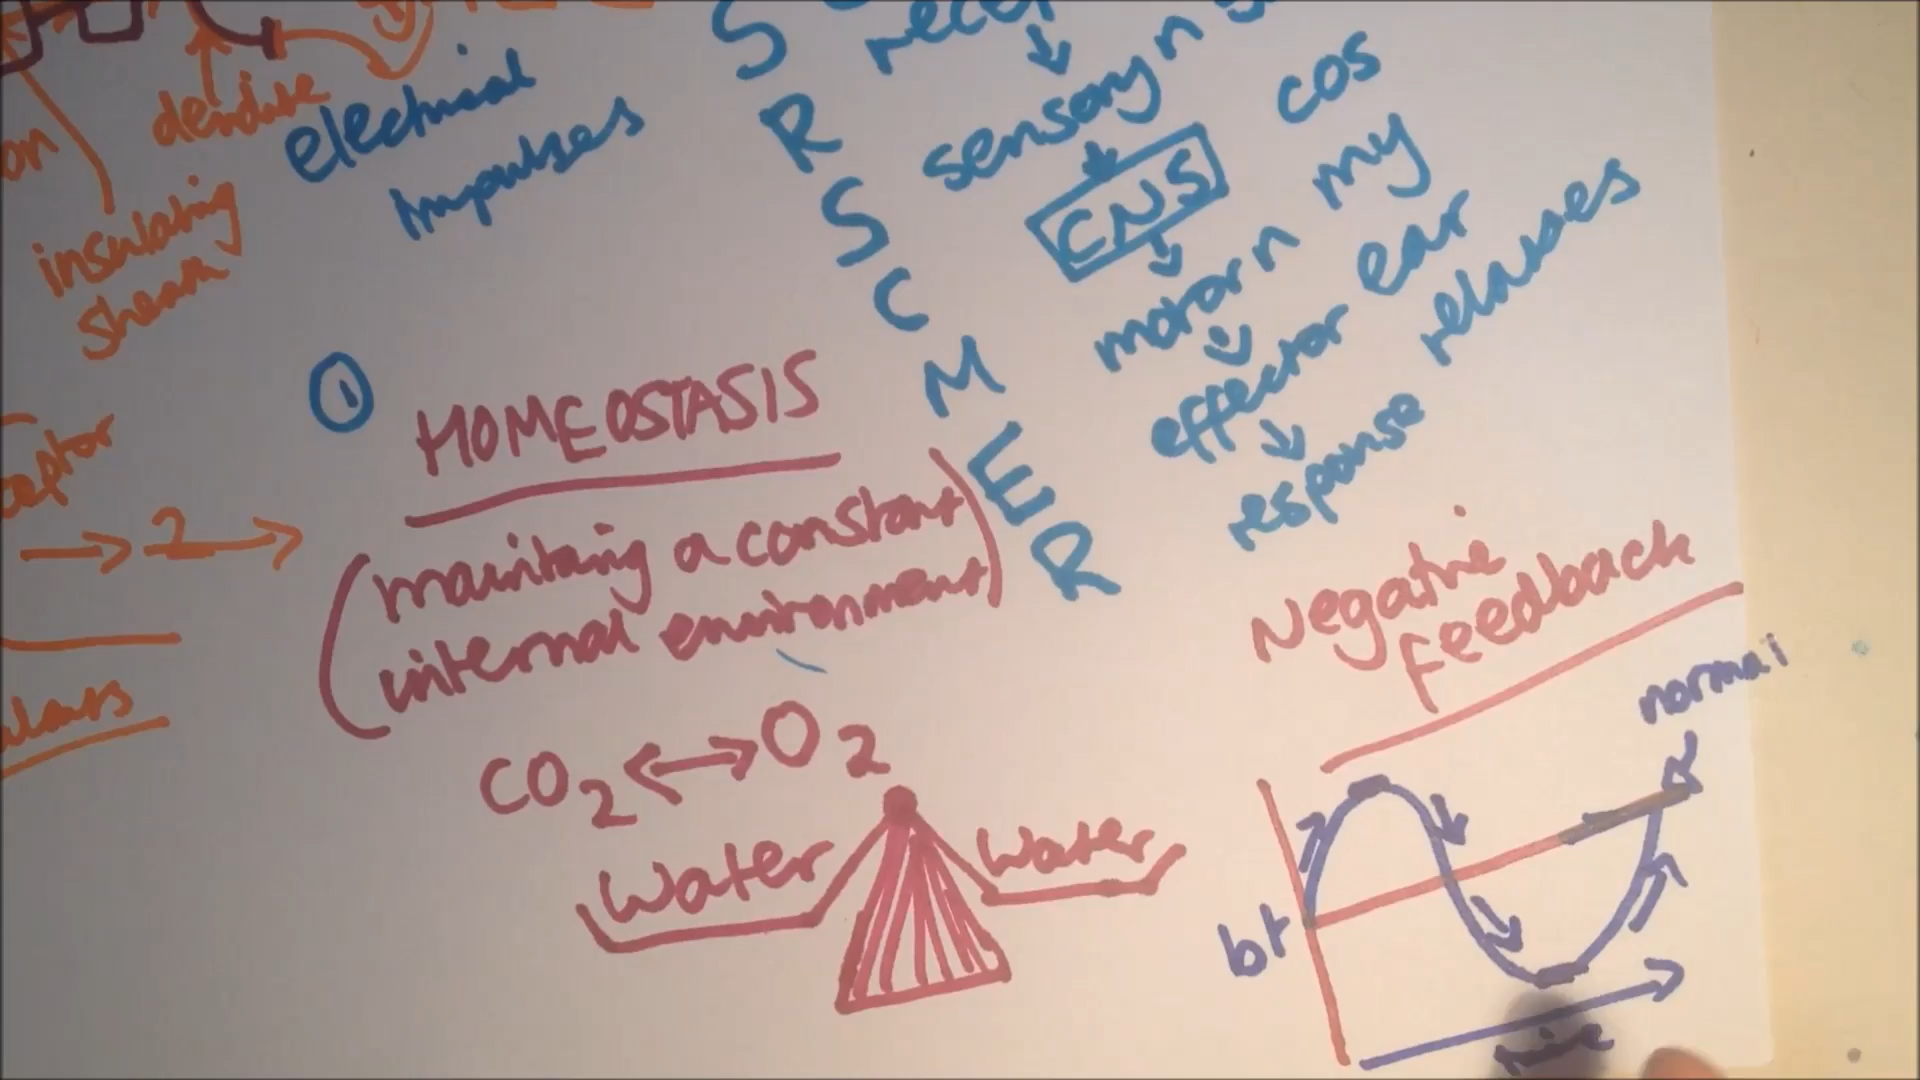 dendrite
electrical
impulses
insulating
sheath
S
R
S
C
M
E
R
sensory n
CNS
motor n
effector
response
cos
my
ear
relaxes
1
HOMEOSTASIS
(maintaing a constant
internal environment)
CO2 ↔ O2
Water
Water
2
Negative
feedback
normal
bt